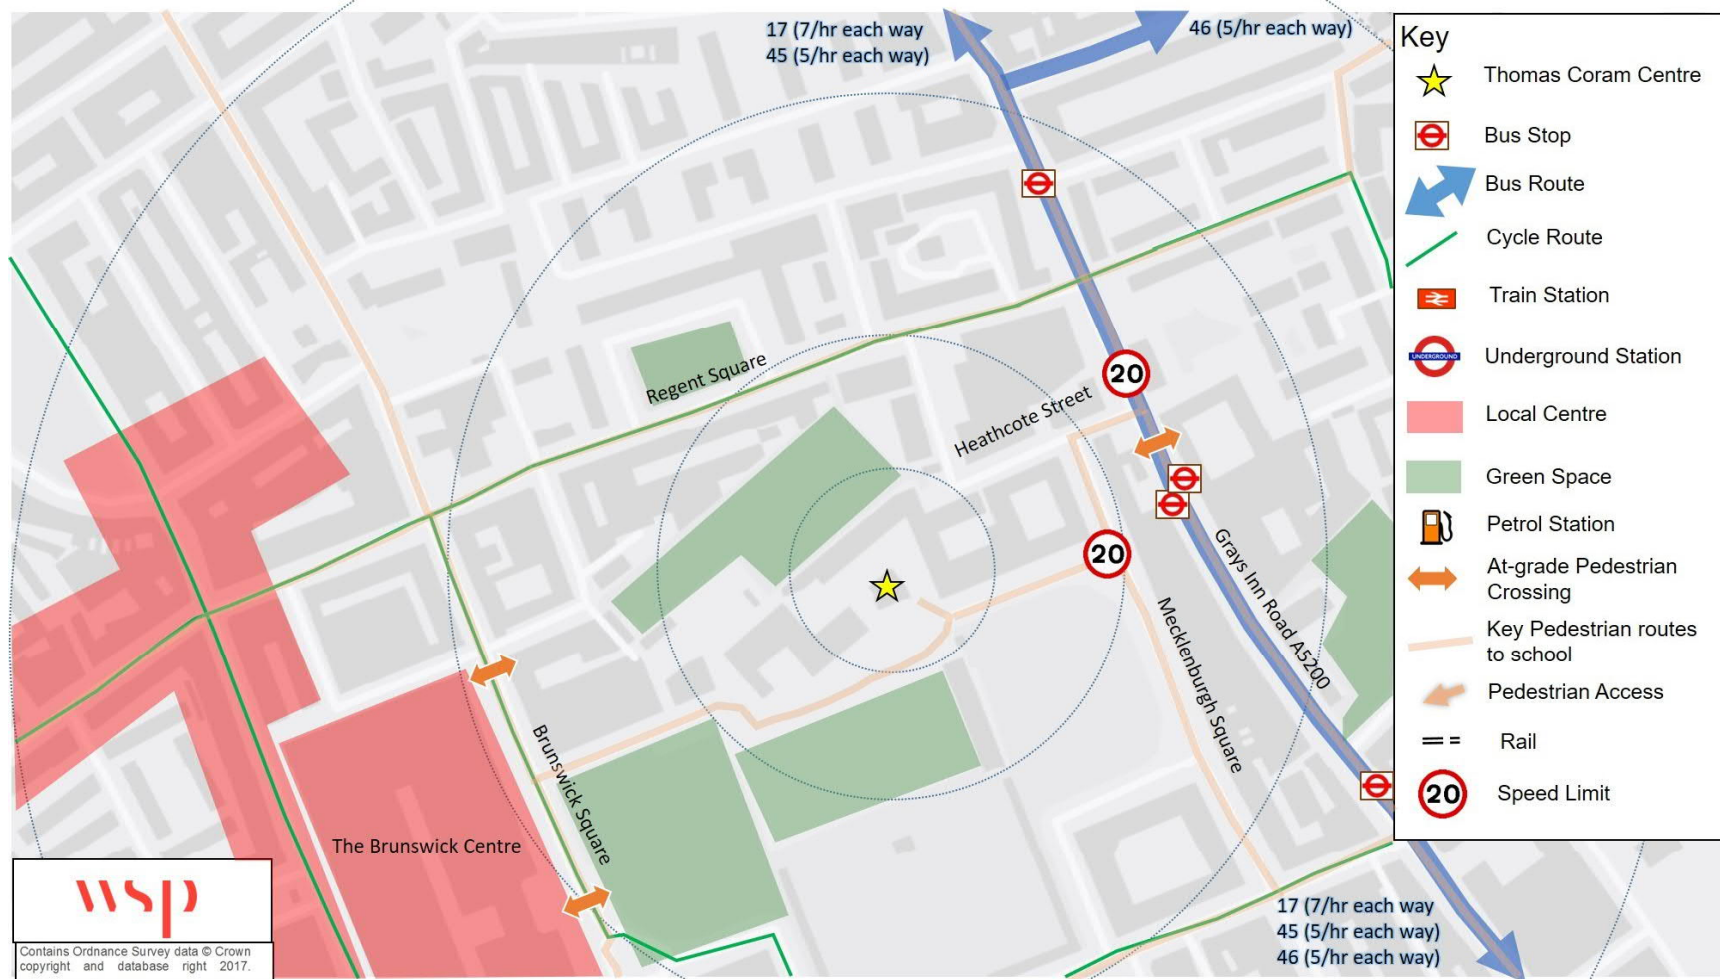 17 (7/hr each way
45 (5/hr each way)
46 (5/hr each way)
Key
Thomas Coram Centre
Bus Stop
Bus Route
Cycle Route
Train Station
UNDERGROUND
Underground Station
Local Centre
Green Space
Petrol Station
At-grade Pedestrian
Crossing
Key Pedestrian routes
to school
Pedestrian Access
Rail
20
Speed Limit
Regent Square
Heathcote Street
20
20
Grays Inn Road A5200
Mecklenburgh Square
Brunswick Square
The Brunswick Centre
wsp
Contains Ordnance Survey data © Crown
copyright and database right 2017.
17 (7/hr each way
45 (5/hr each way)
46 (5/hr each way)